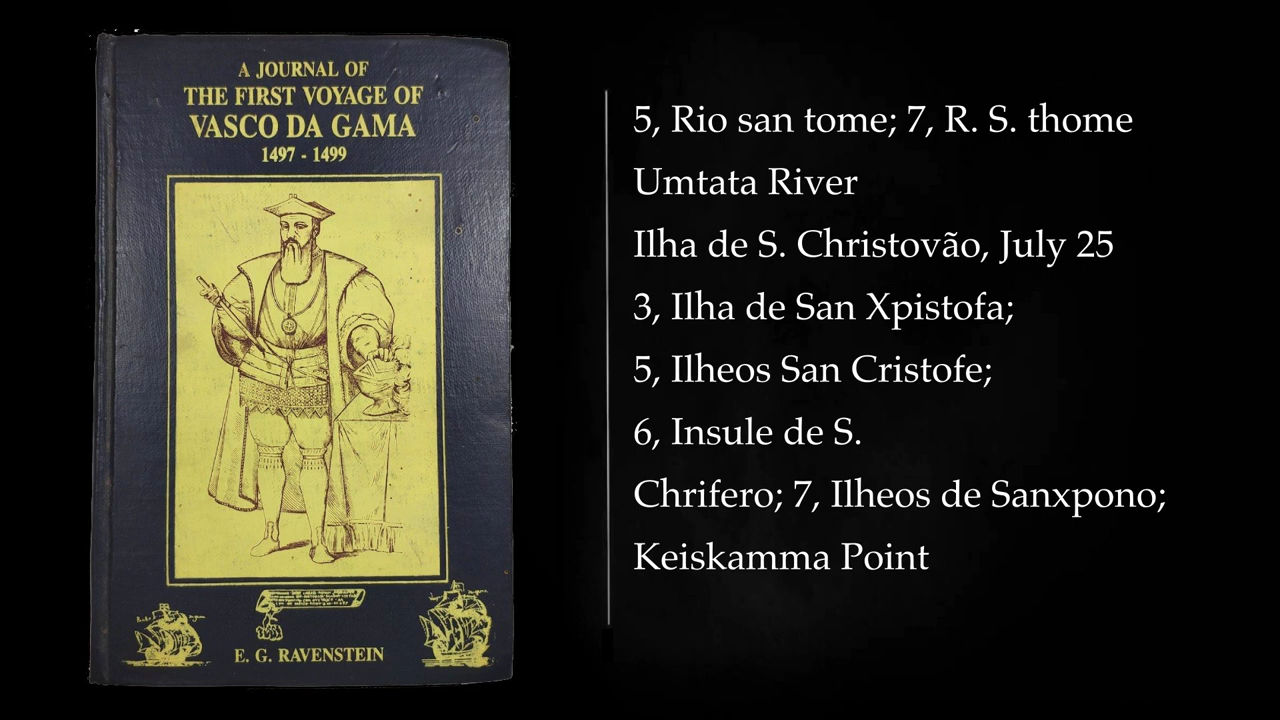 A JOURNAL OF
THE FIRST VOYAGE OF
VASCO DA GAMA
1497 - 1499
E. G. RAVENSTEIN
5, Rio san tome; 7, R. S. thome
Umtata River
Ilha de S. Christovão, July 25
3, Ilha de San Xpistofa;
5, Ilheos San Cristofe;
6, Insule de S.
Chrifero; 7, Ilheos de Sanxpono;
Keiskamma Point